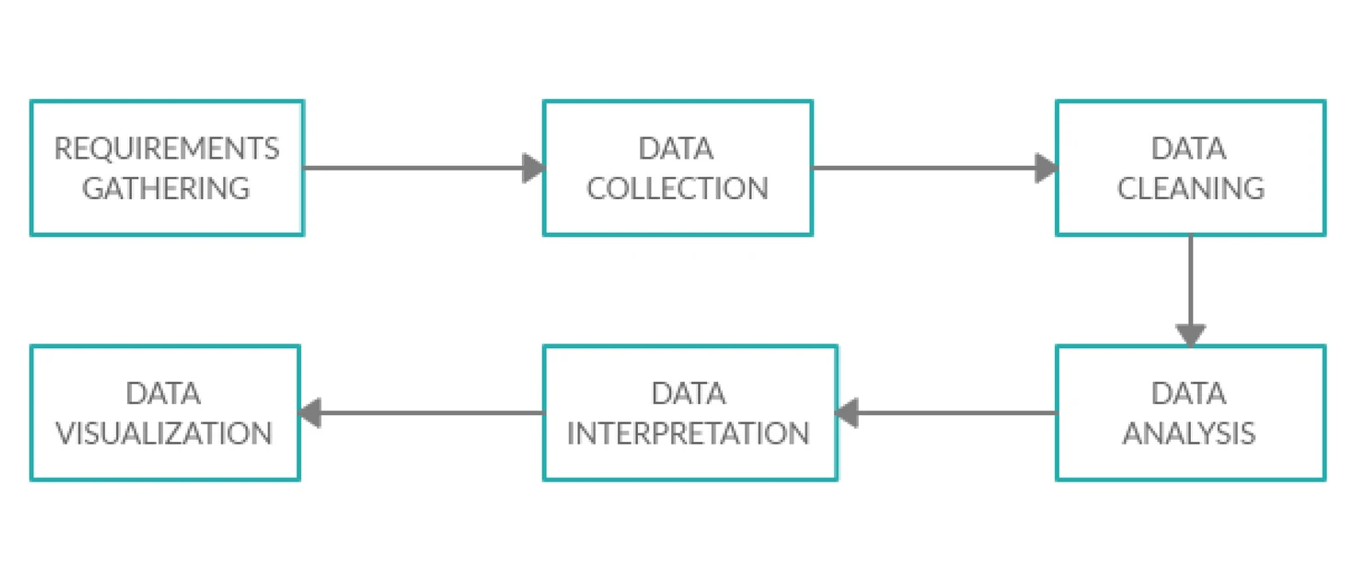 REQUIREMENTS
GATHERING
DATA
COLLECTION
DATA
CLEANING
DATA
ANALYSIS
DATA
INTERPRETATION
DATA
VISUALIZATION